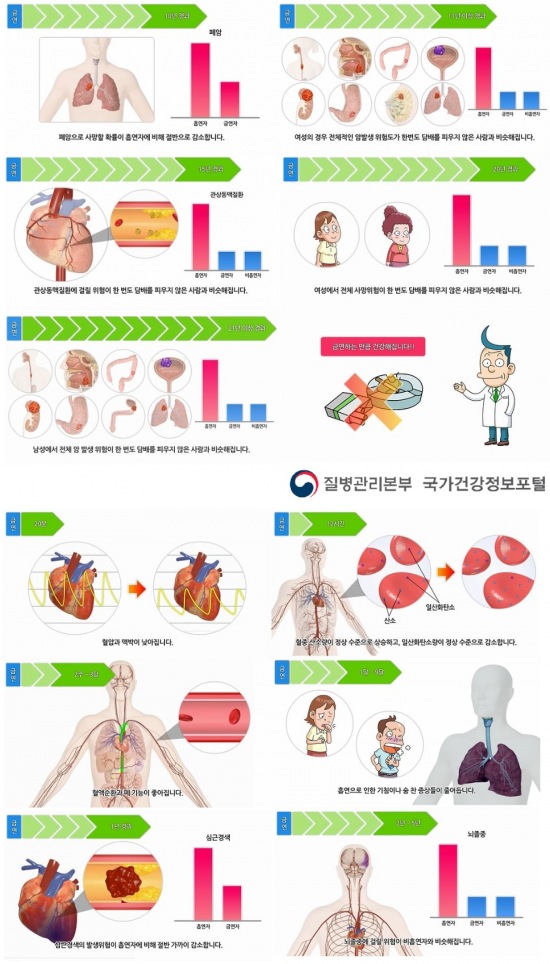 금연
10년 경과
폐암
흡연자 금연자
폐암으로 사망할 확률이 흡연자에 비해 절반으로 감소합니다.
금연
11년 이상 경과
흡연자 금연자 비흡연자
여성의 경우 전체적인 암발생 위험도가 한번도 담배를 피우지 않은 사람과 비슷해집니다.
금연
15년 경과
관상동맥질환
흡연자 금연자 비흡연자
관상동맥질환에 걸릴 위험이 한 번도 담배를 피우지 않은 사람과 비슷해집니다.
금연
20년 경과
흡연자 금연자 비흡연자
여성에서 전체 사망위험이 한 번도 담배를 피우지 않은 사람과 비슷해집니다.
금연
21년 이상 경과
흡연자 금연자 비흡연자
남성에서 전체 암 발생 위험이 한 번도 담배를 피우지 않은 사람과 비슷해집니다.
금연하는 만큼 건강해집니다!!
질병관리본부 국가건강정보포털
금연
20분
혈압과 맥박이 낮아집니다.
금연
12시간
산소
일산화탄소
혈중 산소량이 정상 수준으로 상승하고, 일산화탄소량이 정상 수준으로 감소합니다.
금연
2주 - 3달
혈액순환과 폐 기능이 좋아집니다.
금연
1달 - 9달
흡연으로 인한 기침이나 숨 찬 증상들이 줄어듭니다.
금연
1년 경과
심근경색
흡연자 금연자
심근경색의 발생위험이 흡연자에 비해 절반 가까이 감소합니다.
금연
뇌졸중
흡연자 금연자 비흡연자
뇌졸중에 걸릴 위험이 비흡연자와 비슷해집니다.